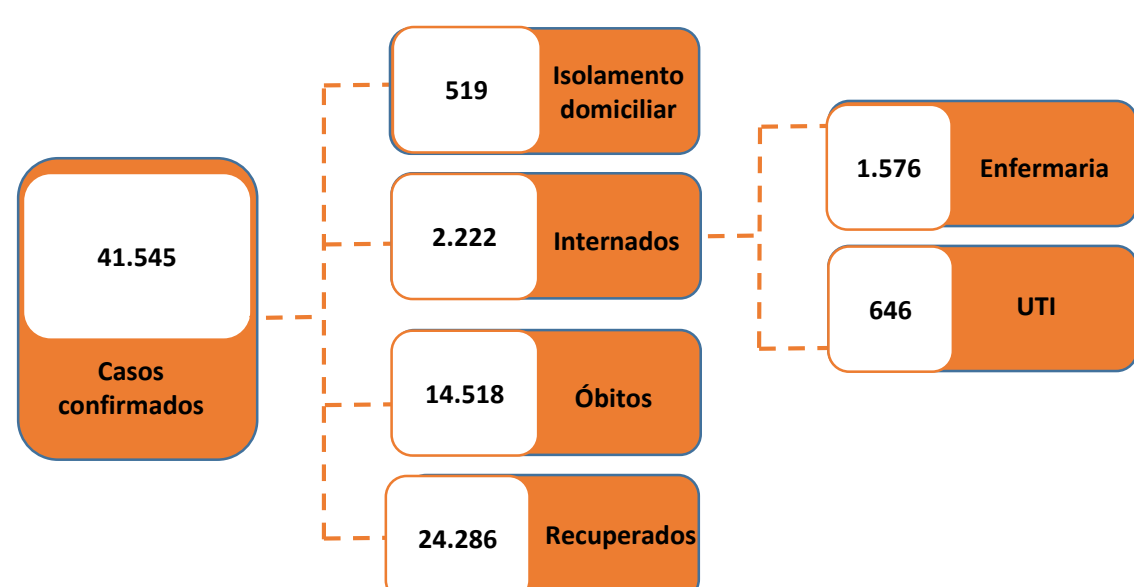 41.545
Casos
confirmados
519
Isolamento
domiciliar
2.222
Internados
14.518
Óbitos
24.286
Recuperados
1.576
Enfermaria
646
UTI